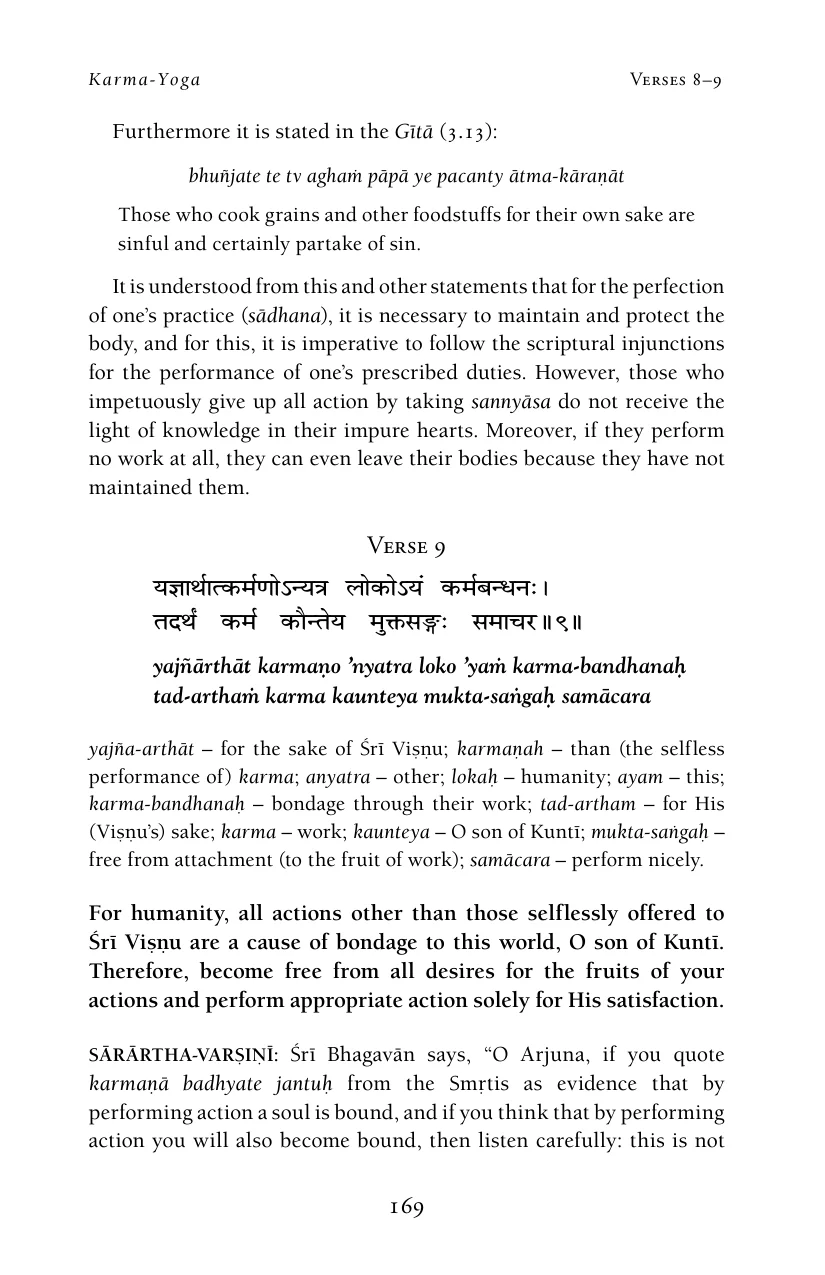 Karma-Yoga VERSES 8–9
Furthermore it is stated in the Gītā (3.13):
bhuñjate te tv aghaṁ pāpā ye pacanty ātma-kāraṇāt
Those who cook grains and other foodstuffs for their own sake are
sinful and certainly partake of sin.
It is understood from this and other statements that for the perfection
of one’s practice (sādhana), it is necessary to maintain and protect the
body, and for this, it is imperative to follow the scriptural injunctions
for the performance of one’s prescribed duties. However, those who
impetuously give up all action by taking sannyāsa do not receive the
light of knowledge in their impure hearts. Moreover, if they perform
no work at all, they can even leave their bodies because they have not
maintained them.
VERSE 9
यज्ञार्थात्कर्मणोऽन्यत्र लोकोऽयं कर्मबन्धनः।
तदर्थं कर्म कौन्तेय मुक्तसङ्गः समाचर॥९॥
yajñārthāt karmaṇo ’nyatra loko ’yaṁ karma-bandhanaḥ
tad-arthaṁ karma kaunteya mukta-saṅgaḥ samācara
yajña-arthāt – for the sake of Śrī Viṣṇu; karmaṇah – than (the selfless
performance of) karma; anyatra – other; lokaḥ – humanity; ayam – this;
karma-bandhanaḥ – bondage through their work; tad-artham – for His
(Viṣṇu’s) sake; karma – work; kaunteya – O son of Kuntī; mukta-saṅgaḥ –
free from attachment (to the fruit of work); samācara – perform nicely.
For humanity, all actions other than those selflessly offered to
Śrī Viṣṇu are a cause of bondage to this world, O son of Kuntī.
Therefore, become free from all desires for the fruits of your
actions and perform appropriate action solely for His satisfaction.
SĀRĀRTHA-VARṢIṆĪ: Śrī Bhagavān says, “O Arjuna, if you quote
karmaṇā badhyate jantuḥ from the Smṛtis as evidence that by
performing action a soul is bound, and if you think that by performing
action you will also become bound, then listen carefully: this is not
169